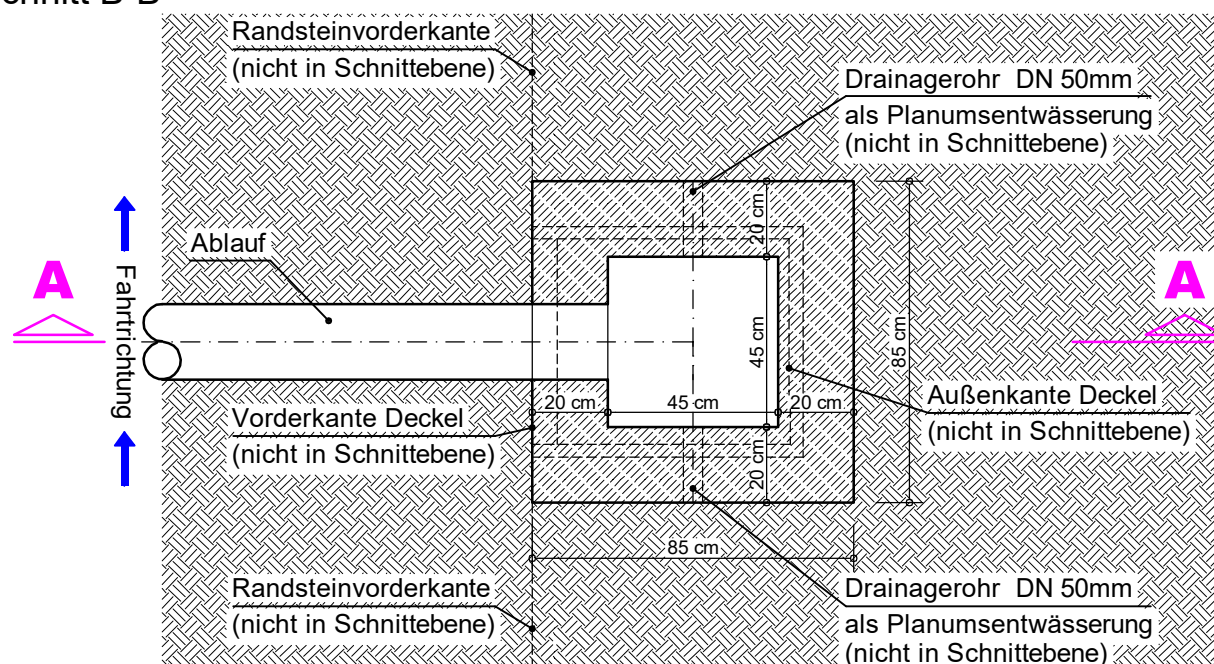 chnitt B-B
Randsteinvorderkante
(nicht in Schnittebene)
Drainagerohr DN 50mm
als Planumsentwässerung
(nicht in Schnittebene)
20 cm
Ablauf
A
Fahrtrichtung
A
45 cm
85 cm
20 cm
45 cm
20 cm
Außenkante Deckel
(nicht in Schnittebene)
Vorderkante Deckel
(nicht in Schnittebene)
20 cm
85 cm
Randsteinvorderkante
(nicht in Schnittebene)
Drainagerohr DN 50mm
als Planumsentwässerung
(nicht in Schnittebene)